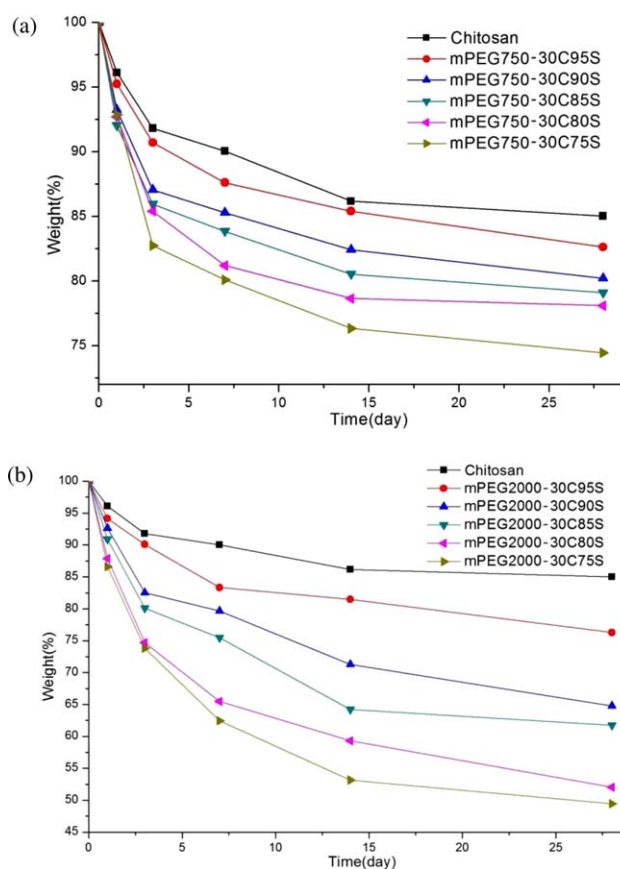 (a)
100
95
90
85
80
75
Weight(%)
0
5
10
15
20
25
Time(day)
Chitosan
mPEG750-30C95S
mPEG750-30C90S
mPEG750-30C85S
mPEG750-30C80S
mPEG750-30C75S
(b)
100
95
90
85
80
75
70
65
60
55
50
45
Weight(%)
0
5
10
15
20
25
Time(day)
Chitosan
mPEG2000-30C95S
mPEG2000-30C90S
mPEG2000-30C85S
mPEG2000-30C80S
mPEG2000-30C75S